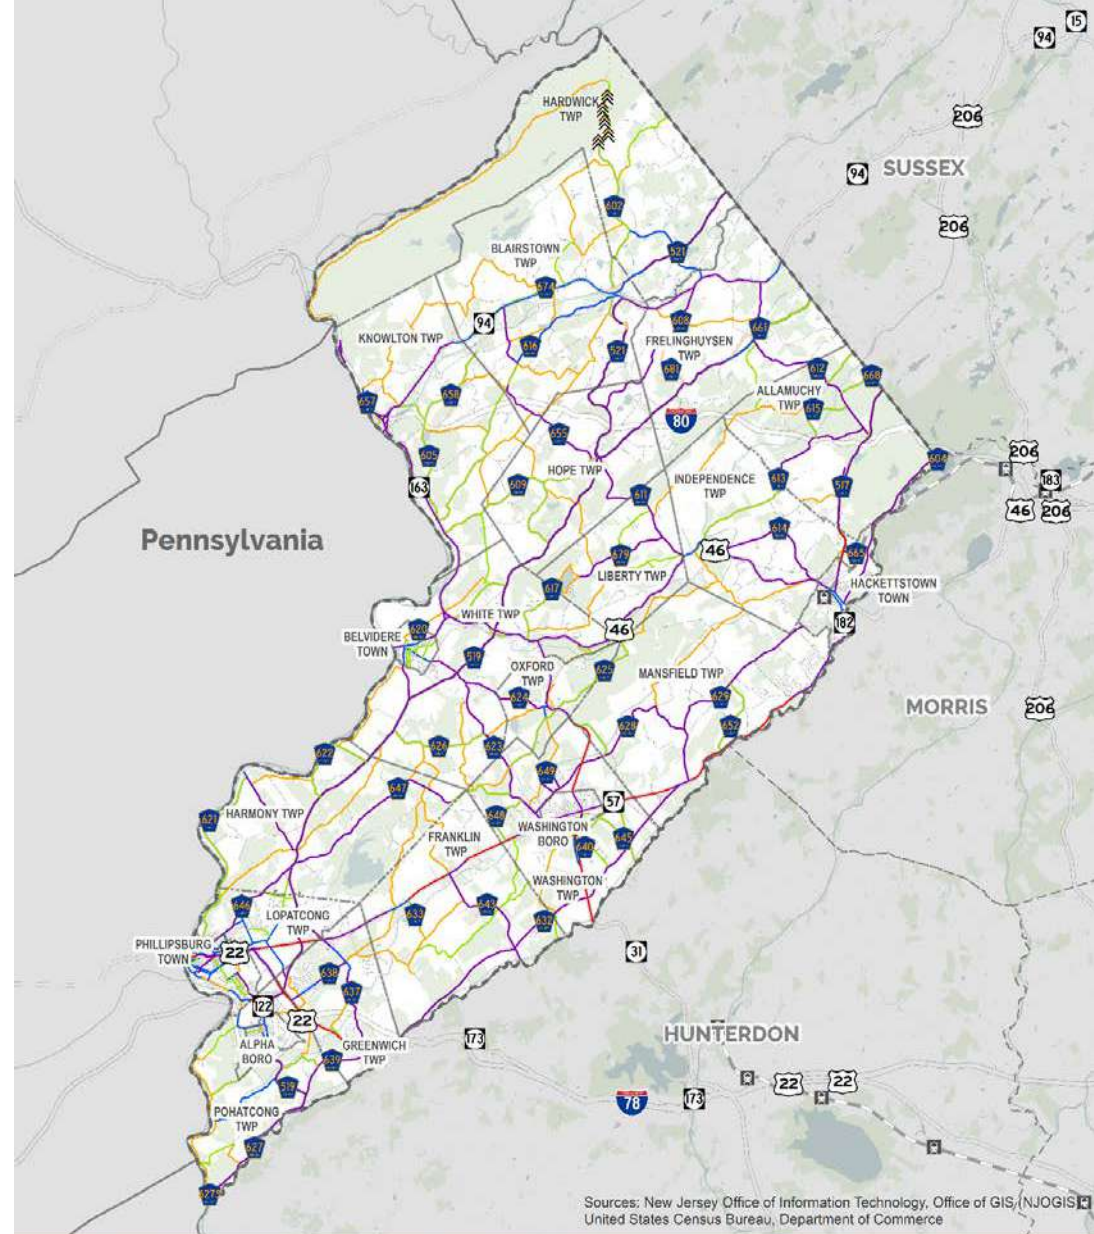 15
94
HARDWICK
TWP
206
94
SUSSEX
602
206
BLAIRSTOWN
TWP
521
674
94
608
661
KNOWLTON TWP
616
521
FRELINGHUYSEN
TWP
681
612
668
658
ALLAMUCHY
TWP
615
657
80
655
605
604
206
HOPE TWP
INDEPENDENCE
TWP
613
183
163
609
611
517
46
206
Pennsylvania
614
46
679
665
LIBERTY TWP
HACKETTSTOWN
TOWN
617
WHITE TWP
182
620
BELVIDERE
TOWN
46
519
OXFORD
TWP
625
MANSFIELD TWP
624
629
MORRIS
206
628
652
622
626
623
649
647
57
HARMONY TWP
621
648
FRANKLIN
TWP
WASHINGTON
BORO
640
645
WASHINGTON
TWP
646
643
633
LOPATCONG
TWP
632
PHILLIPSBURG
TOWN
22
31
638
637
122
22
HUNTERDON
173
ALPHA
BORO
GREENWICH
TWP
639
519
22
22
78
173
POHATCONG
TWP
627
627
Sources: New Jersey Office of Information Technology, Office of GIS (NJOGIS)
United States Census Bureau, Department of Commerce